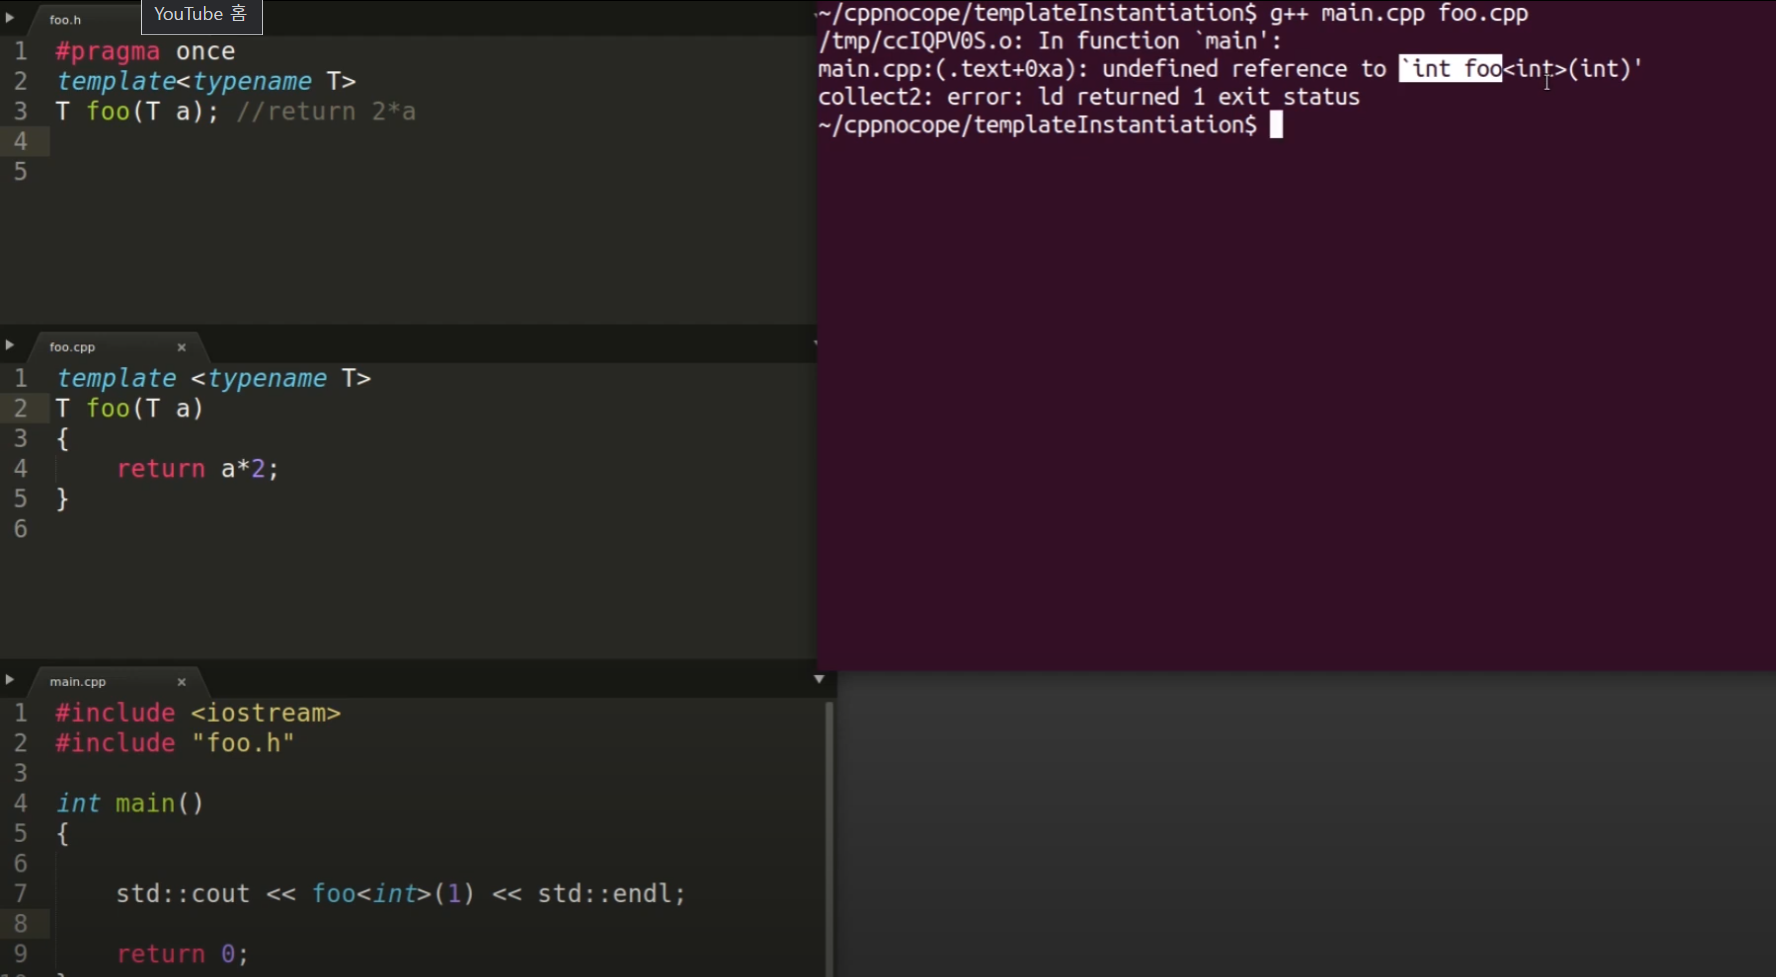 foo.h
YouTube 홈
1 #pragma once
2 template<typename T>
3 T foo(T a); //return 2*a
4
5
foo.cpp ×
1 template <typename T>
2 T foo(T a)
3 {
4 return a*2;
5 }
6
main.cpp ×
1 #include <iostream>
2 #include "foo.h"
3
4 int main()
5 {
6
7 std::cout << foo<int>(1) << std::endl;
8
9 return 0;
~/cppnocope/templateInstantiation$ g++ main.cpp foo.cpp
/tmp/ccIQPV0S.o: In function `main':
main.cpp:(.text+0xa): undefined reference to `int foo<int>(int)'
collect2: error: ld returned 1 exit status
~/cppnocope/templateInstantiation$